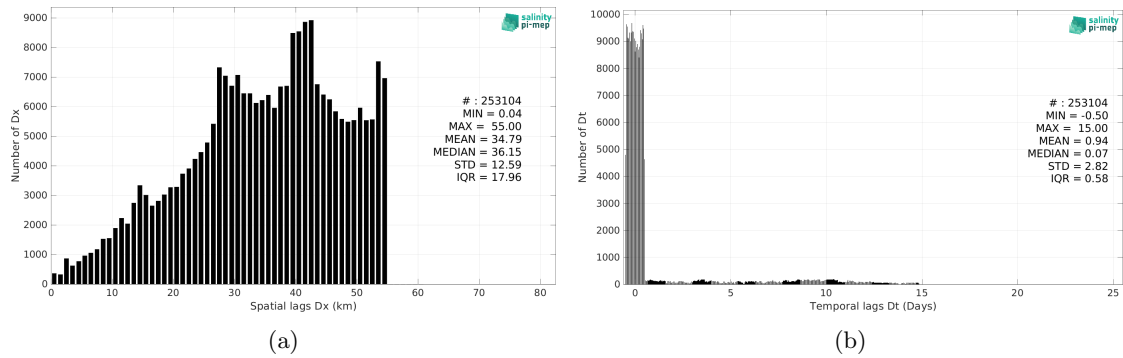 salinity
pi-mep
9000
8000
7000
6000
5000
4000
3000
2000
1000
0
Number of Dx
# : 253104
MIN = 0.04
MAX = 55.00
MEAN = 34.79
MEDIAN = 36.15
STD = 12.59
IQR = 17.96
0 10 20 30 40 50 60 70 80
Spatial lags Dx (km)
(a)
salinity
pi-mep
10000
9000
8000
7000
6000
5000
4000
3000
2000
1000
0
Number of Dt
# : 253104
MIN = -0.50
MAX = 15.00
MEAN = 0.94
MEDIAN = 0.07
STD = 2.82
IQR = 0.58
0 5 10 15 20 25
Temporal lags Dt (Days)
(b)